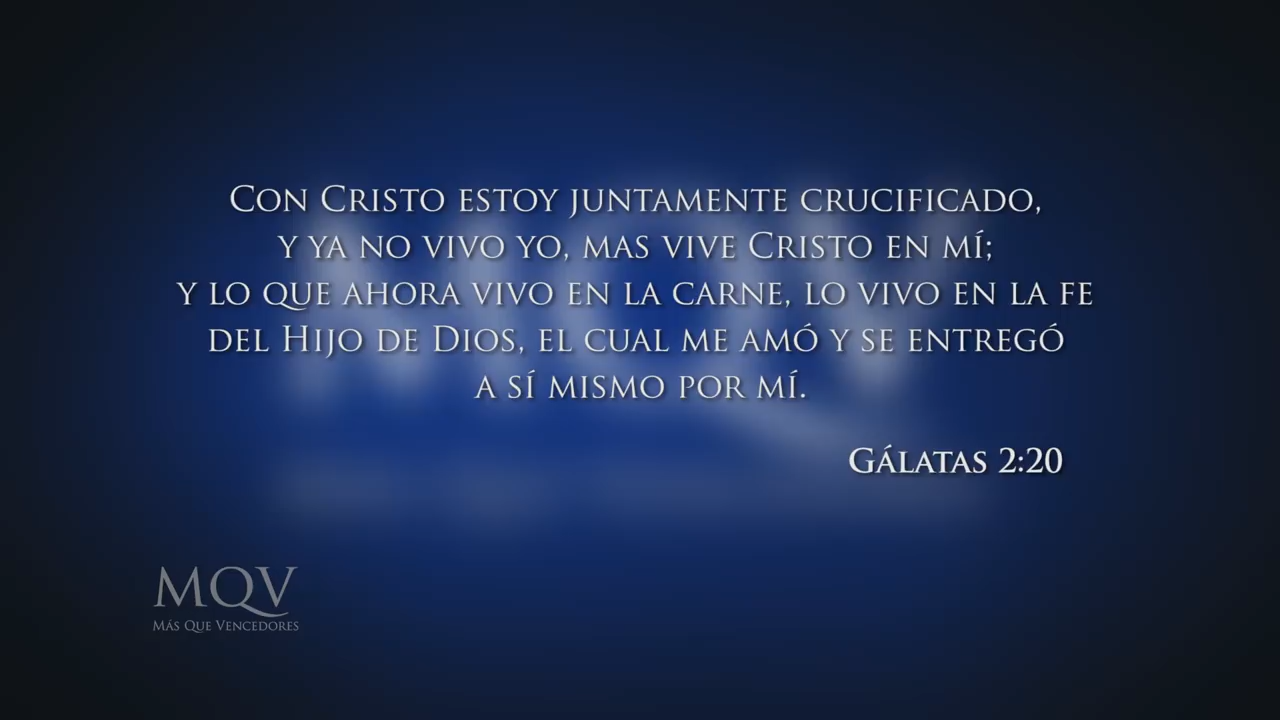 Con Cristo estoy juntamente crucificado,
y ya no vivo yo, mas vive Cristo en mí;
y lo que ahora vivo en la carne, lo vivo en la fe
del Hijo de Dios, el cual me amó y se entregó
a sí mismo por mí.
Gálatas 2:20
MQV
Más Que Vencedores